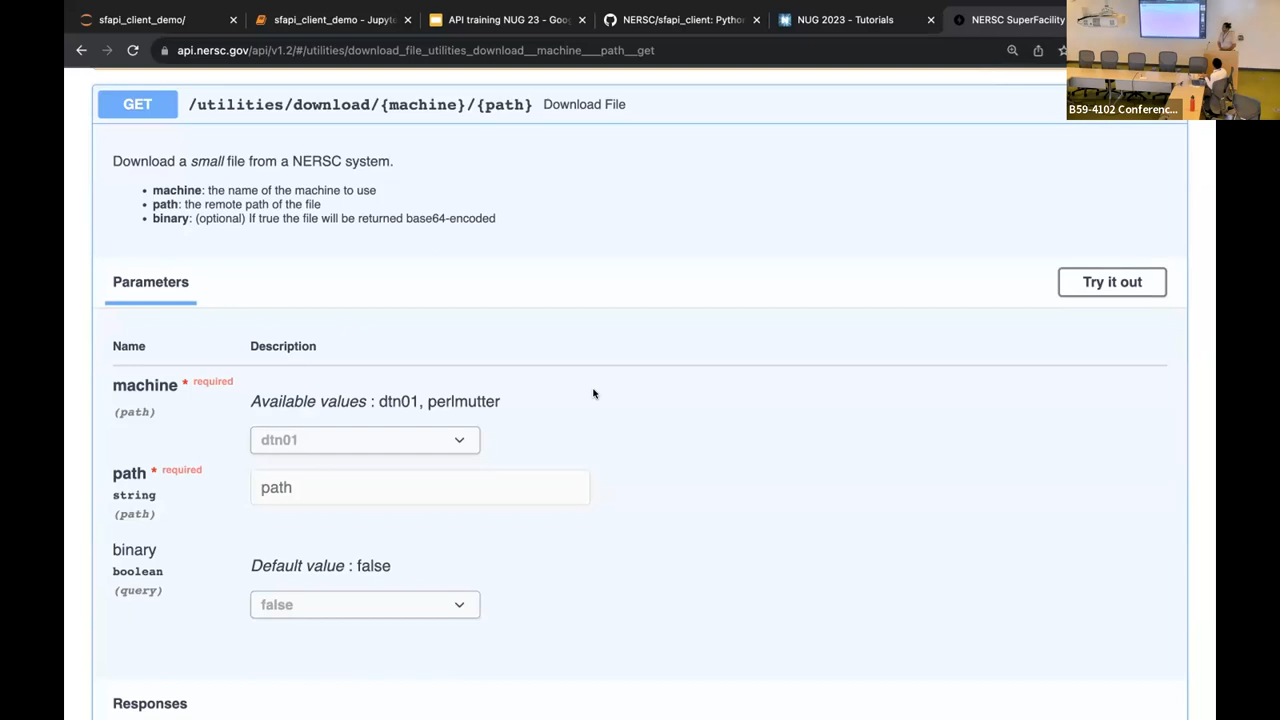 sfapi_client_demo/
sfapi_client_demo - Jupyte
API training NUG 23 - Goo
NERSC/sfapi_client: Python
NUG 2023 - Tutorials
NERSC SuperFacility
api.nersc.gov/api/v1.2/#/utilities/download_file_utilities_download__machine___path__get
B59-4102 Conferenc...
GET /utilities/download/{machine}/{path} Download File
Download a small file from a NERSC system.
• machine: the name of the machine to use
• path: the remote path of the file
• binary: (optional) If true the file will be returned base64-encoded
Parameters
Try it out
Name Description
machine * required
(path)
Available values : dtn01, perlmutter
dtn01
path * required
string
(path)
path
binary
boolean
(query)
Default value : false
false
Responses